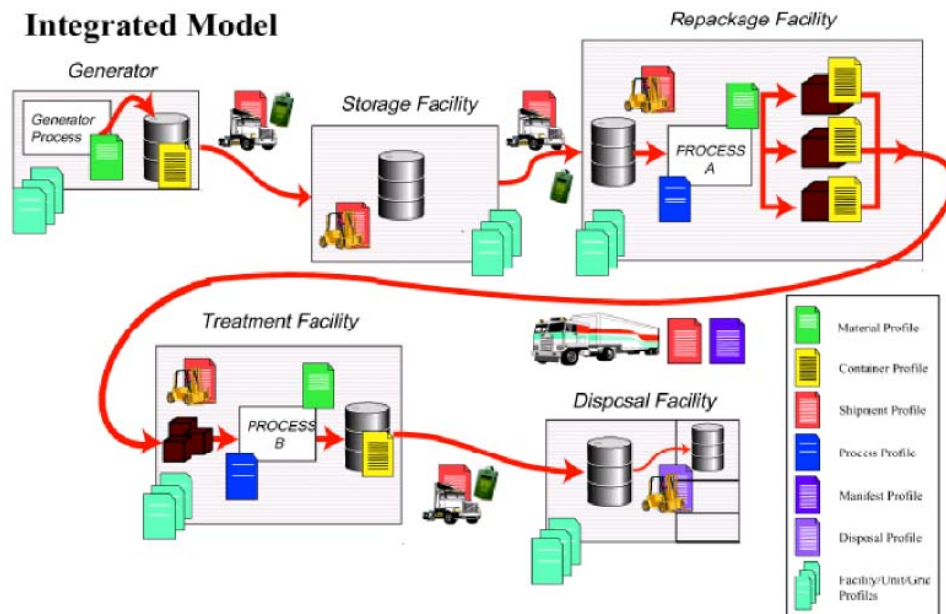 Integrated Model
Repackage Facility
Generator
Storage Facility
Generator
Process
PROCESS
A
Treatment Facility
PROCESS
B
Disposal Facility
Material Profile
Container Profile
Shipment Profile
Process Profile
Manifest Profile
Disposal Profile
Facility/Unit/Grid
Profiles